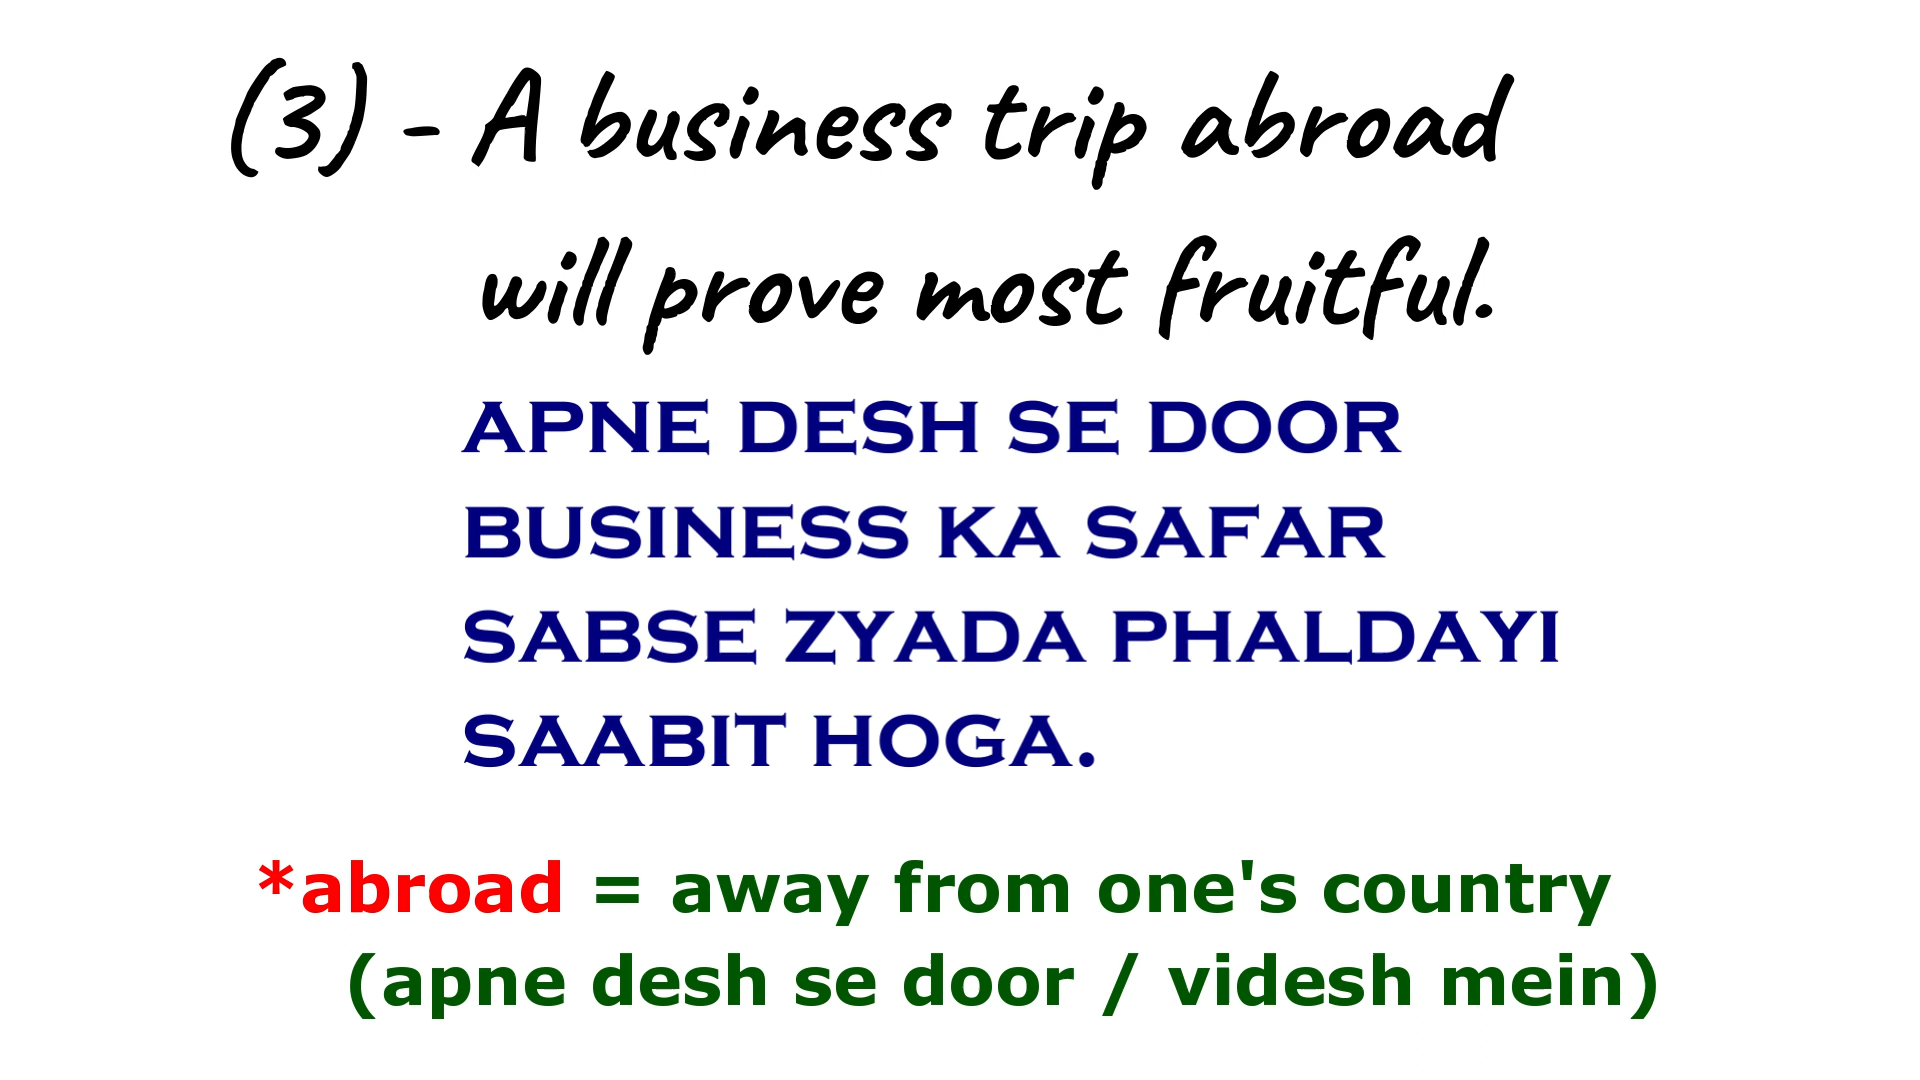 (3) - A business trip abroad
will prove most fruitful.
APNE DESH SE DOOR
BUSINESS KA SAFAR
SABSE ZYADA PHALDAYI
SAABIT HOGA.
*abroad = away from one's country
(apne desh se door / videsh mein)